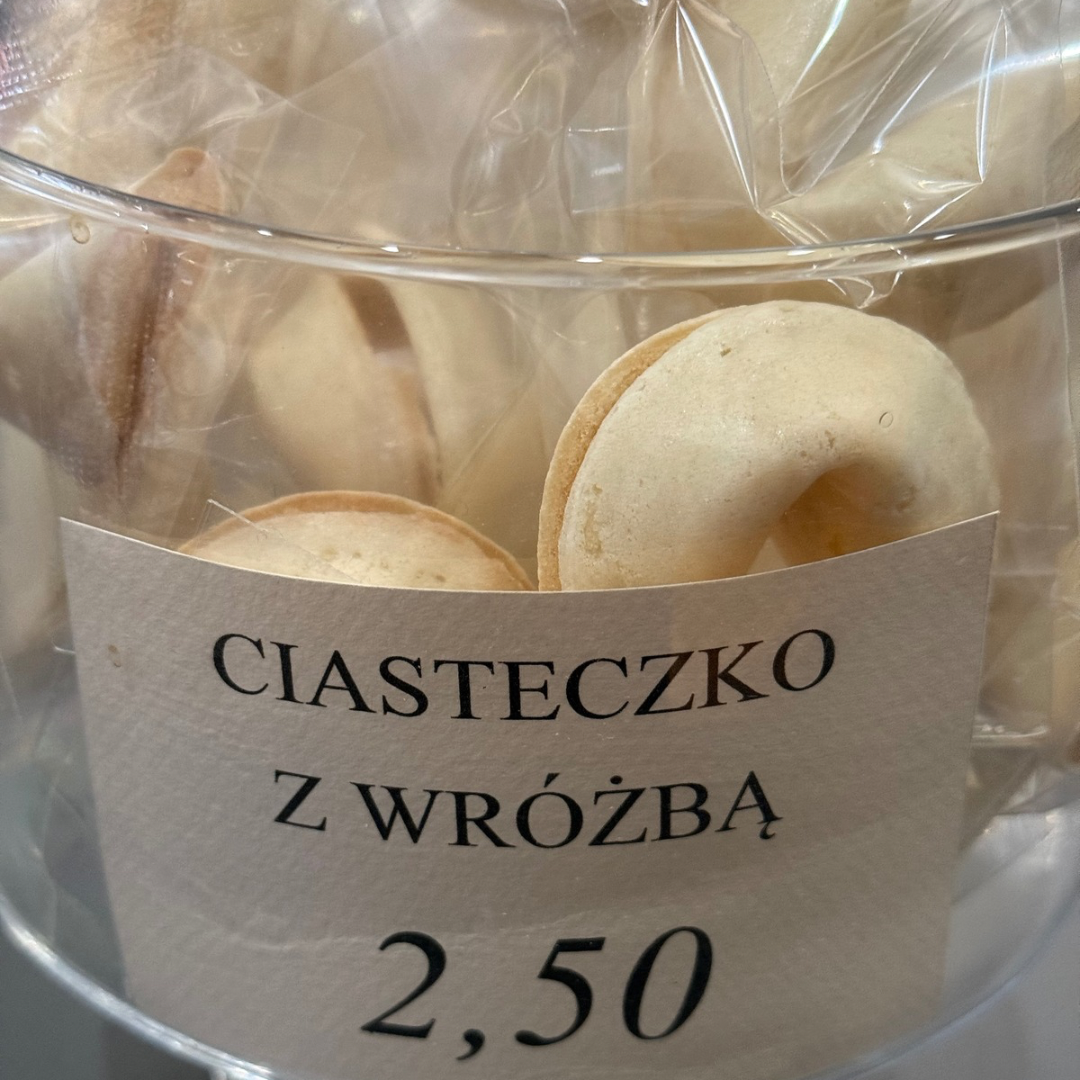 CIASTECZKO
Z WRÓŻBĄ
2,50